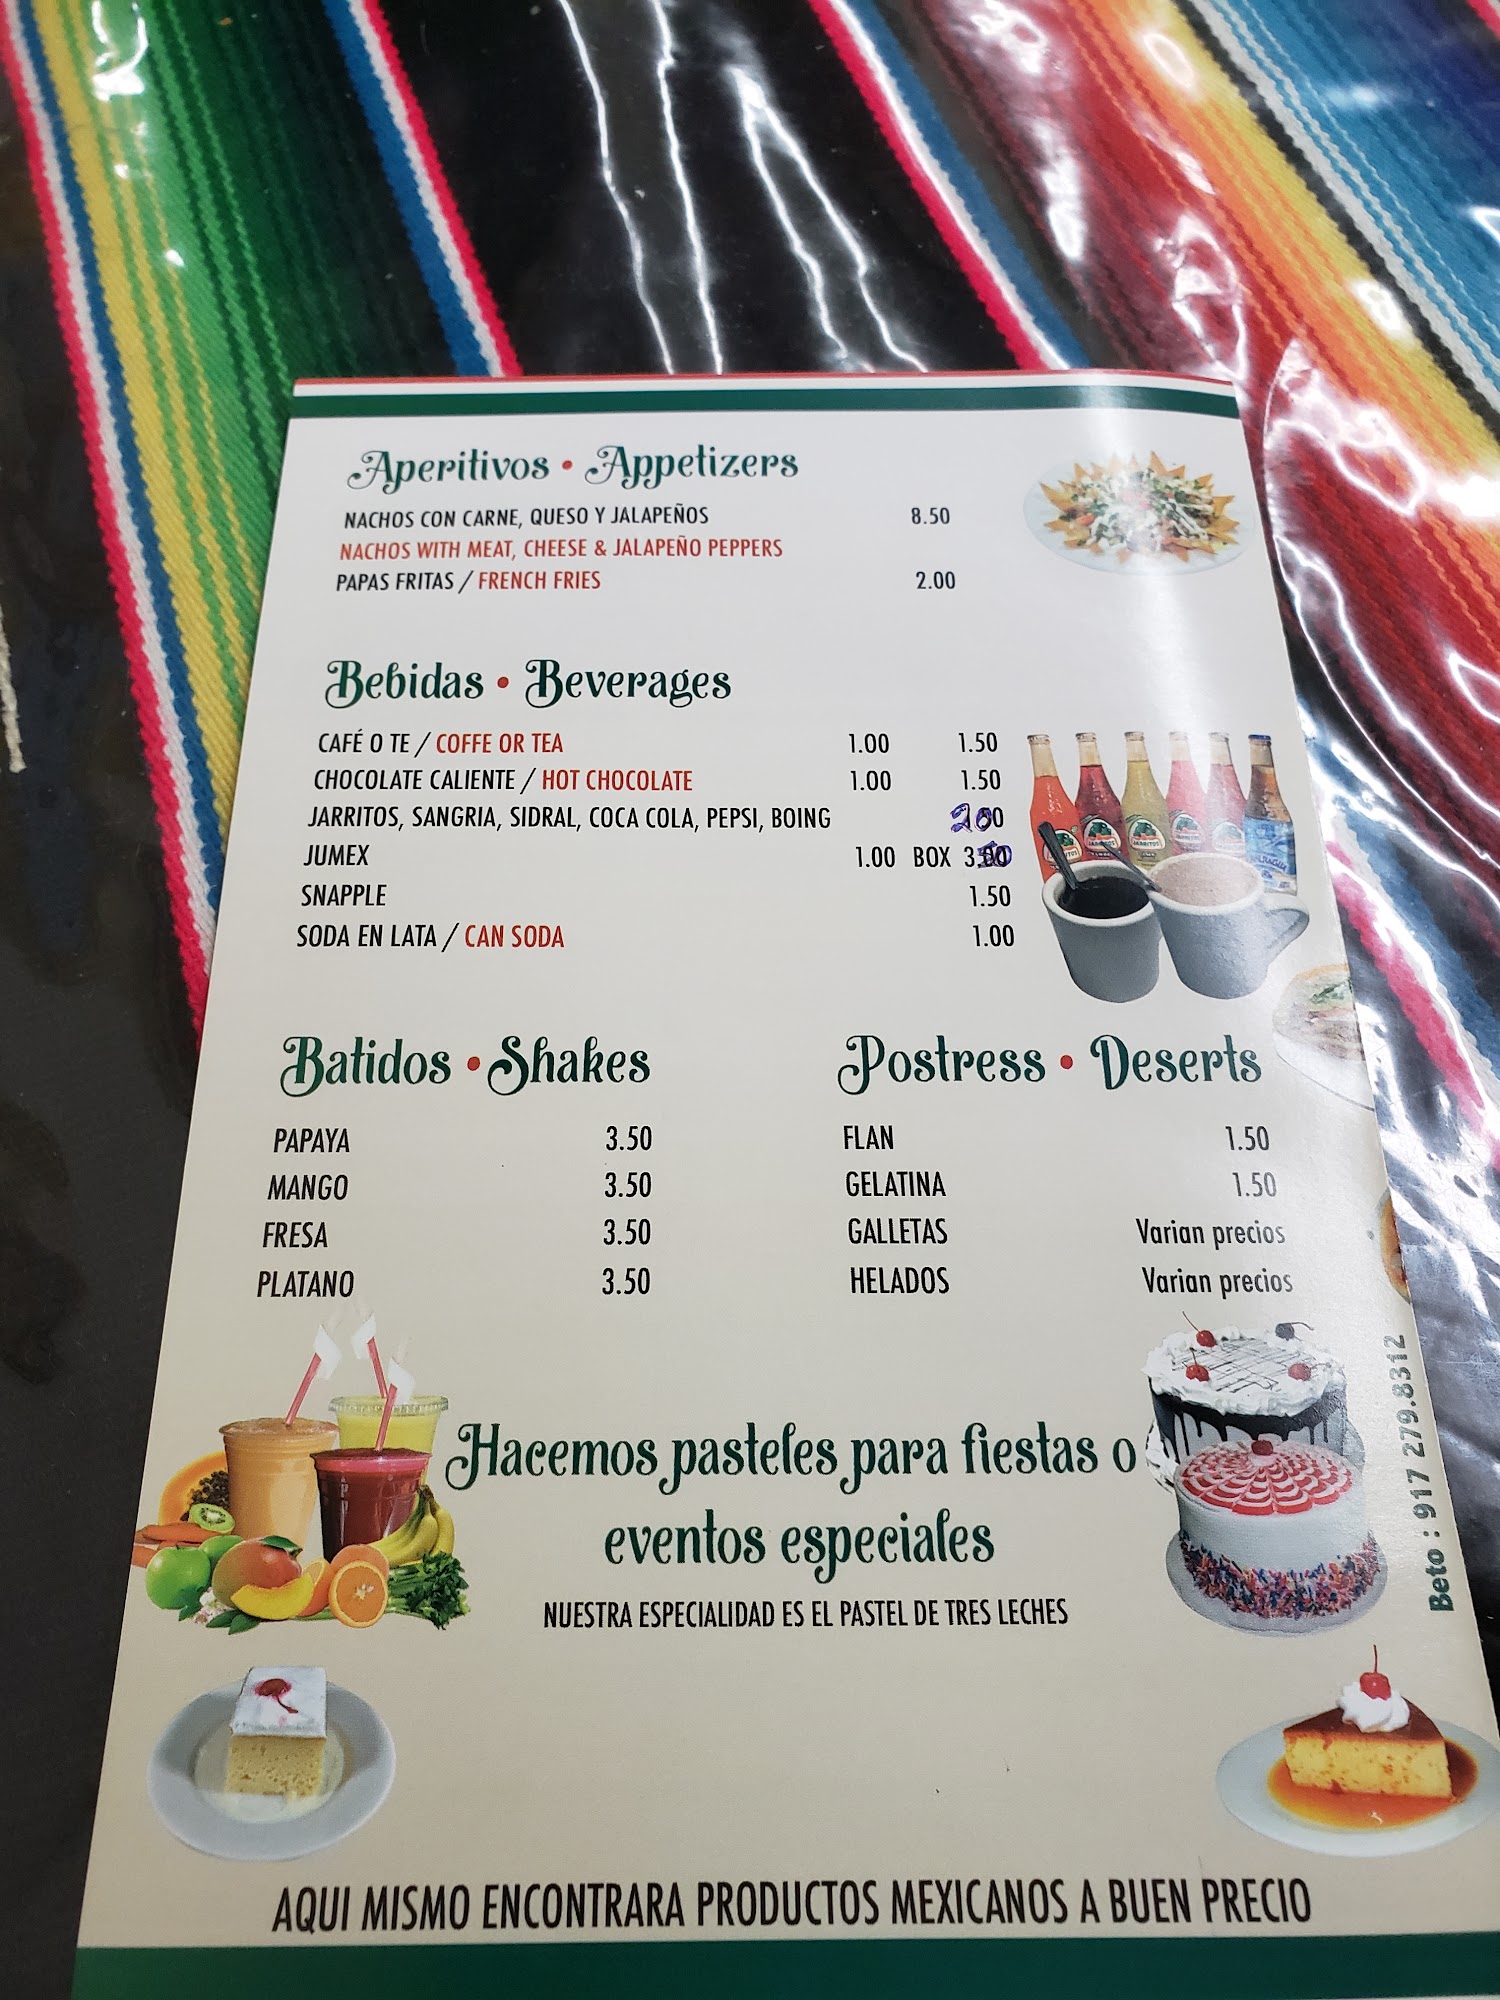 Aperitivos • Appetizers
NACHOS CON CARNE, QUESO Y JALAPEÑOS 8.50
NACHOS WITH MEAT, CHEESE & JALAPEÑO PEPPERS
PAPAS FRITAS / FRENCH FRIES 2.00
Bebidas • Beverages
CAFÉ O TE / COFFE OR TEA 1.00 1.50
CHOCOLATE CALIENTE / HOT CHOCOLATE 1.00 1.50
JARRITOS, SANGRIA, SIDRAL, COCA COLA, PEPSI, BOING
JUMEX 1.00 BOX
SNAPPLE 1.50
SODA EN LATA / CAN SODA 1.00
Batidos • Shakes
PAPAYA 3.50
MANGO 3.50
FRESA 3.50
PLATANO 3.50
Postress • Deserts
FLAN 1.50
GELATINA 1.50
GALLETAS Varian precios
HELADOS Varian precios
Hacemos pasteles para fiestas o
eventos especiales
NUESTRA ESPECIALIDAD ES EL PASTEL DE TRES LECHES
Beto : 917 279.8312
AQUI MISMO ENCONTRARA PRODUCTOS MEXICANOS A BUEN PRECIO